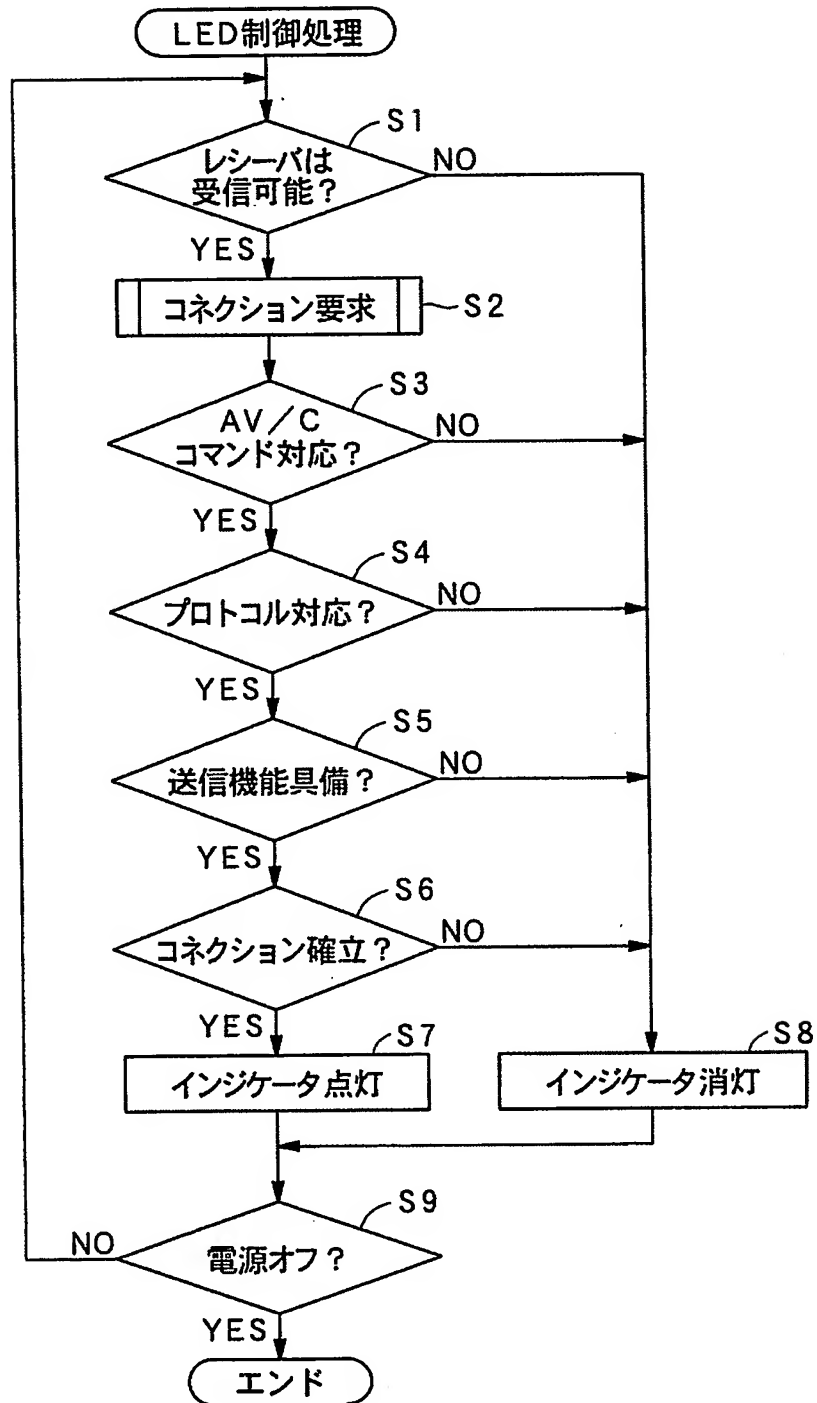 LED制御処理
S1
レシーバは
受信可能?
NO
YES
コネクション要求
S2
S3
AV/C
コマンド対応?
NO
YES
S4
プロトコル対応?
NO
YES
S5
送信機能具備?
NO
YES
S6
コネクション確立?
NO
YES
S7
インジケータ点灯
S8
インジケータ消灯
S9
電源オフ?
NO
YES
エンド